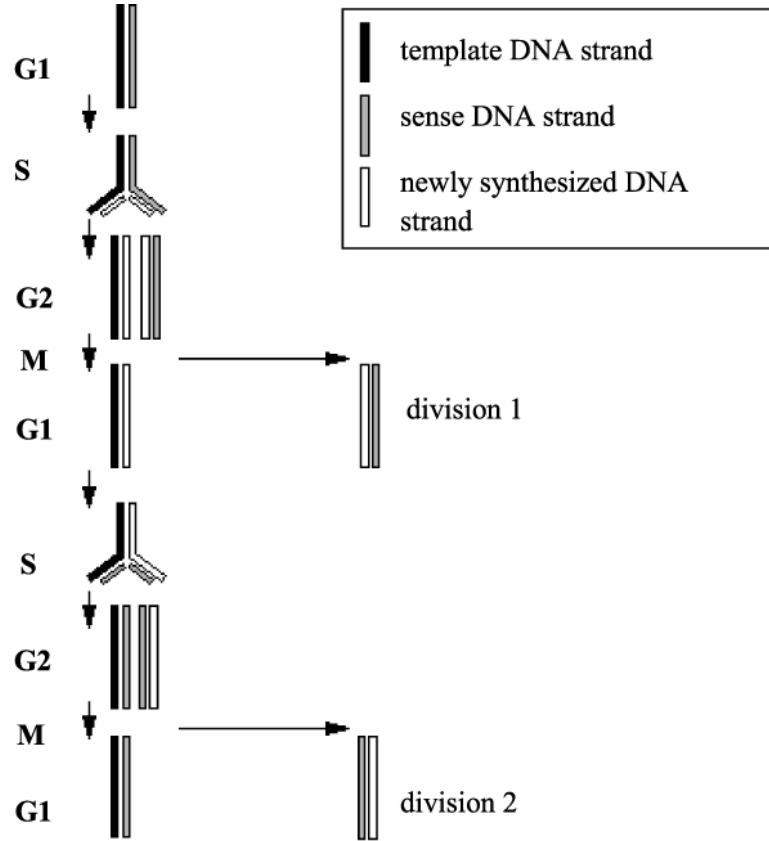 G1
template DNA strand
sense DNA strand
S
newly synthesized DNA
strand
G2
M
division 1
G1
S
G2
M
division 2
G1